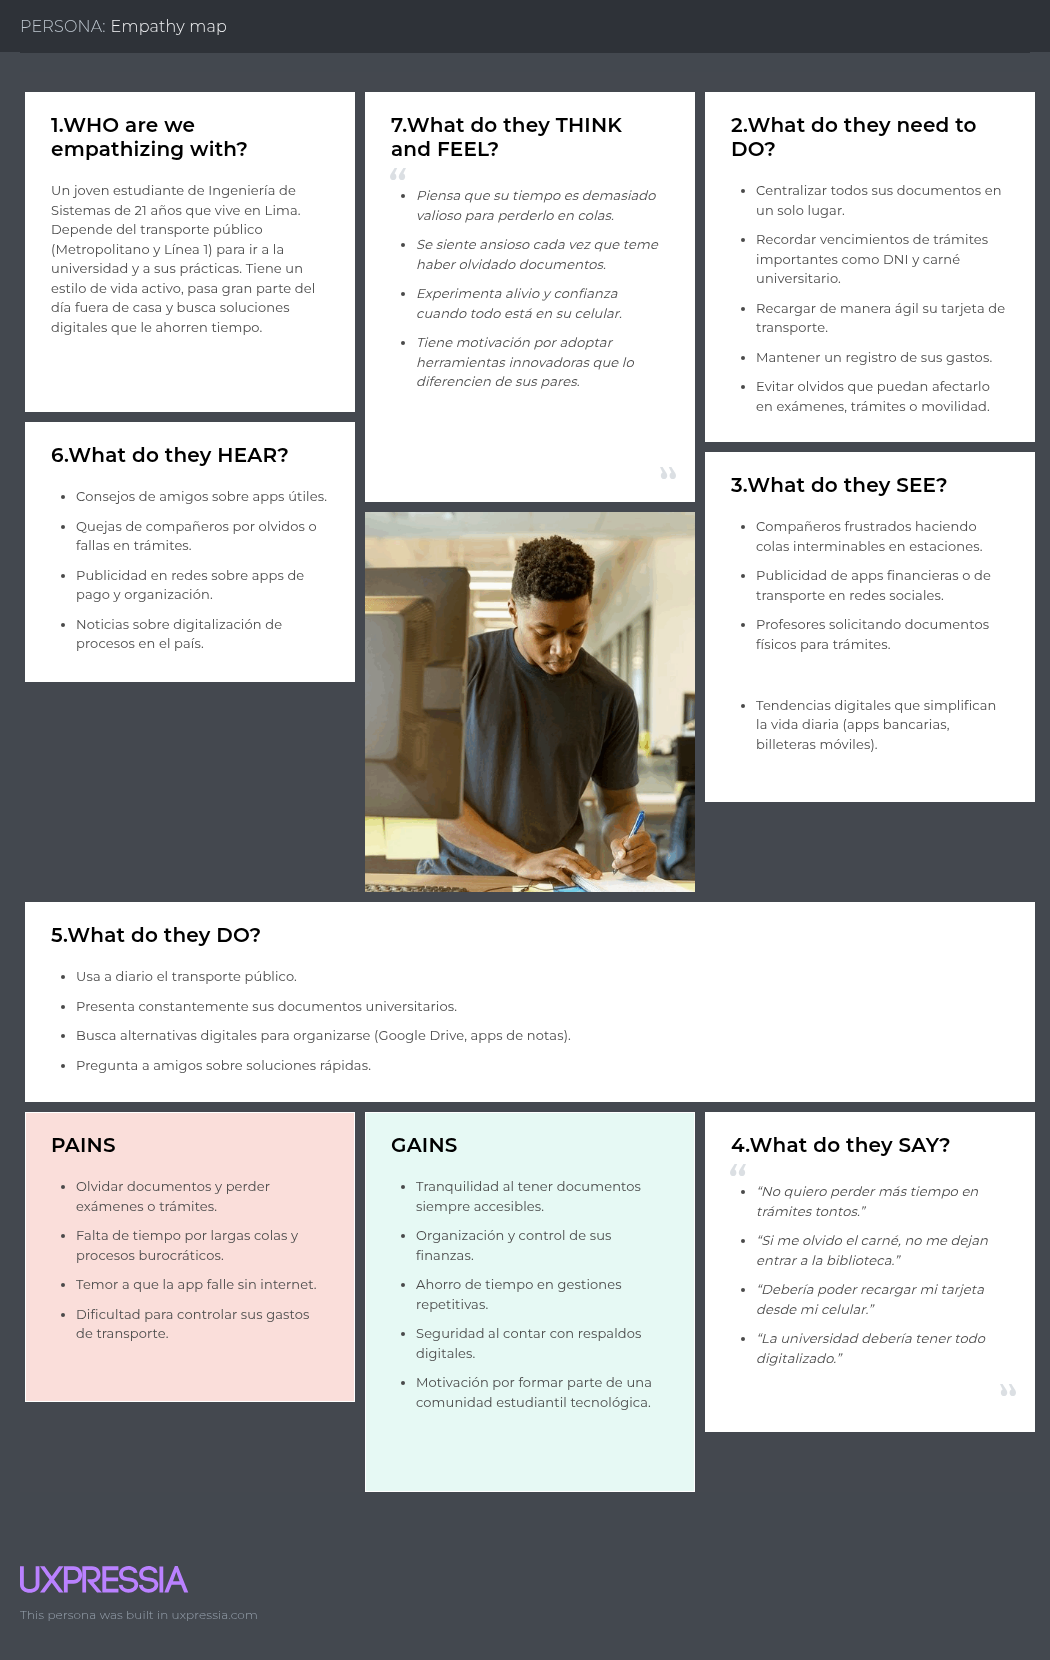 PERSONA: Empathy map
1.WHO are we
empathizing with?
Un joven estudiante de Ingeniería de
Sistemas de 21 años que vive en Lima.
Depende del transporte público
(Metropolitano y Línea 1) para ir a la
universidad y a sus prácticas. Tiene un
estilo de vida activo, pasa gran parte del
día fuera de casa y busca soluciones
digitales que le ahorren tiempo.
7.What do they THINK
and FEEL?
“
• Piensa que su tiempo es demasiado
valioso para perderlo en colas.
• Se siente ansioso cada vez que teme
haber olvidado documentos.
• Experimenta alivio y confianza
cuando todo está en su celular.
• Tiene motivación por adoptar
herramientas innovadoras que lo
diferencien de sus pares.
”
2.What do they need to
DO?
• Centralizar todos sus documentos en
un solo lugar.
• Recordar vencimientos de trámites
importantes como DNI y carné
universitario.
• Recargar de manera ágil su tarjeta de
transporte.
• Mantener un registro de sus gastos.
• Evitar olvidos que puedan afectarlo
en exámenes, trámites o movilidad.
6.What do they HEAR?
• Consejos de amigos sobre apps útiles.
• Quejas de compañeros por olvidos o
fallas en trámites.
• Publicidad en redes sobre apps de
pago y organización.
• Noticias sobre digitalización de
procesos en el país.
3.What do they SEE?
• Compañeros frustrados haciendo
colas interminables en estaciones.
• Publicidad de apps financieras o de
transporte en redes sociales.
• Profesores solicitando documentos
físicos para trámites.
• Tendencias digitales que simplifican
la vida diaria (apps bancarias,
billeteras móviles).
5.What do they DO?
• Usa a diario el transporte público.
• Presenta constantemente sus documentos universitarios.
• Busca alternativas digitales para organizarse (Google Drive, apps de notas).
• Pregunta a amigos sobre soluciones rápidas.
PAINS
• Olvidar documentos y perder
exámenes o trámites.
• Falta de tiempo por largas colas y
procesos burocráticos.
• Temor a que la app falle sin internet.
• Dificultad para controlar sus gastos
de transporte.
GAINS
• Tranquilidad al tener documentos
siempre accesibles.
• Organización y control de sus
finanzas.
• Ahorro de tiempo en gestiones
repetitivas.
• Seguridad al contar con respaldos
digitales.
• Motivación por formar parte de una
comunidad estudiantil tecnológica.
4.What do they SAY?
“
• “No quiero perder más tiempo en
trámites tontos.”
• “Si me olvido el carné, no me dejan
entrar a la biblioteca.”
• “Debería poder recargar mi tarjeta
desde mi celular.”
• “La universidad debería tener todo
digitalizado.”
”
UXPRESSIA
This persona was built in uxpressia.com